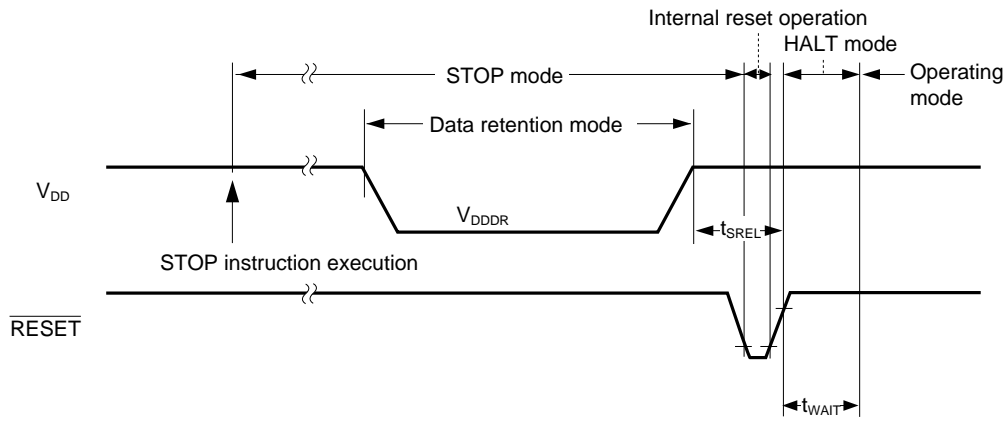 Internal reset operation
HALT mode
STOP mode
Operating
mode
Data retention mode
VDD
VDDDR
tSREL
STOP instruction execution
RESET
tWAIT